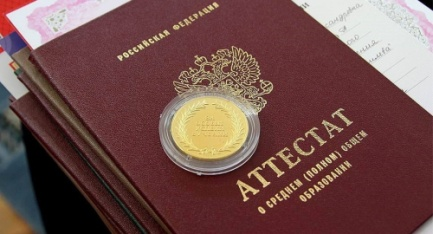 РОССИЙСКАЯ ФЕДЕРАЦИЯ
АТТЕСТАТ
О СРЕДНЕМ (ПОЛНОМ) ОБЩЕМ
ОБРАЗОВАНИИ